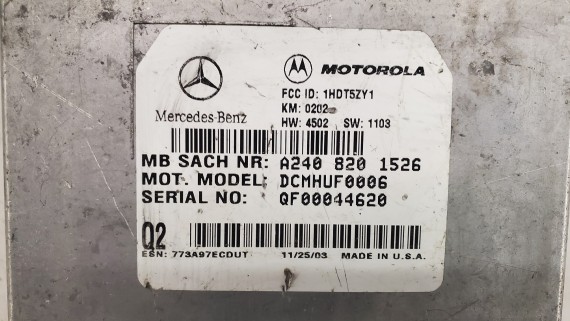 Mercedes-Benz
MOTOROLA
FCC ID: 1HDT5ZY1
KM: 0202
HW: 4502 SW: 1103
MB SACH NR: A240 820 1526
MOT. MODEL: DCMHUF0006
SERIAL NO: QF00044620
Q2
ESN: 773A97ECDUT 11/25/03 MADE IN U.S.A.